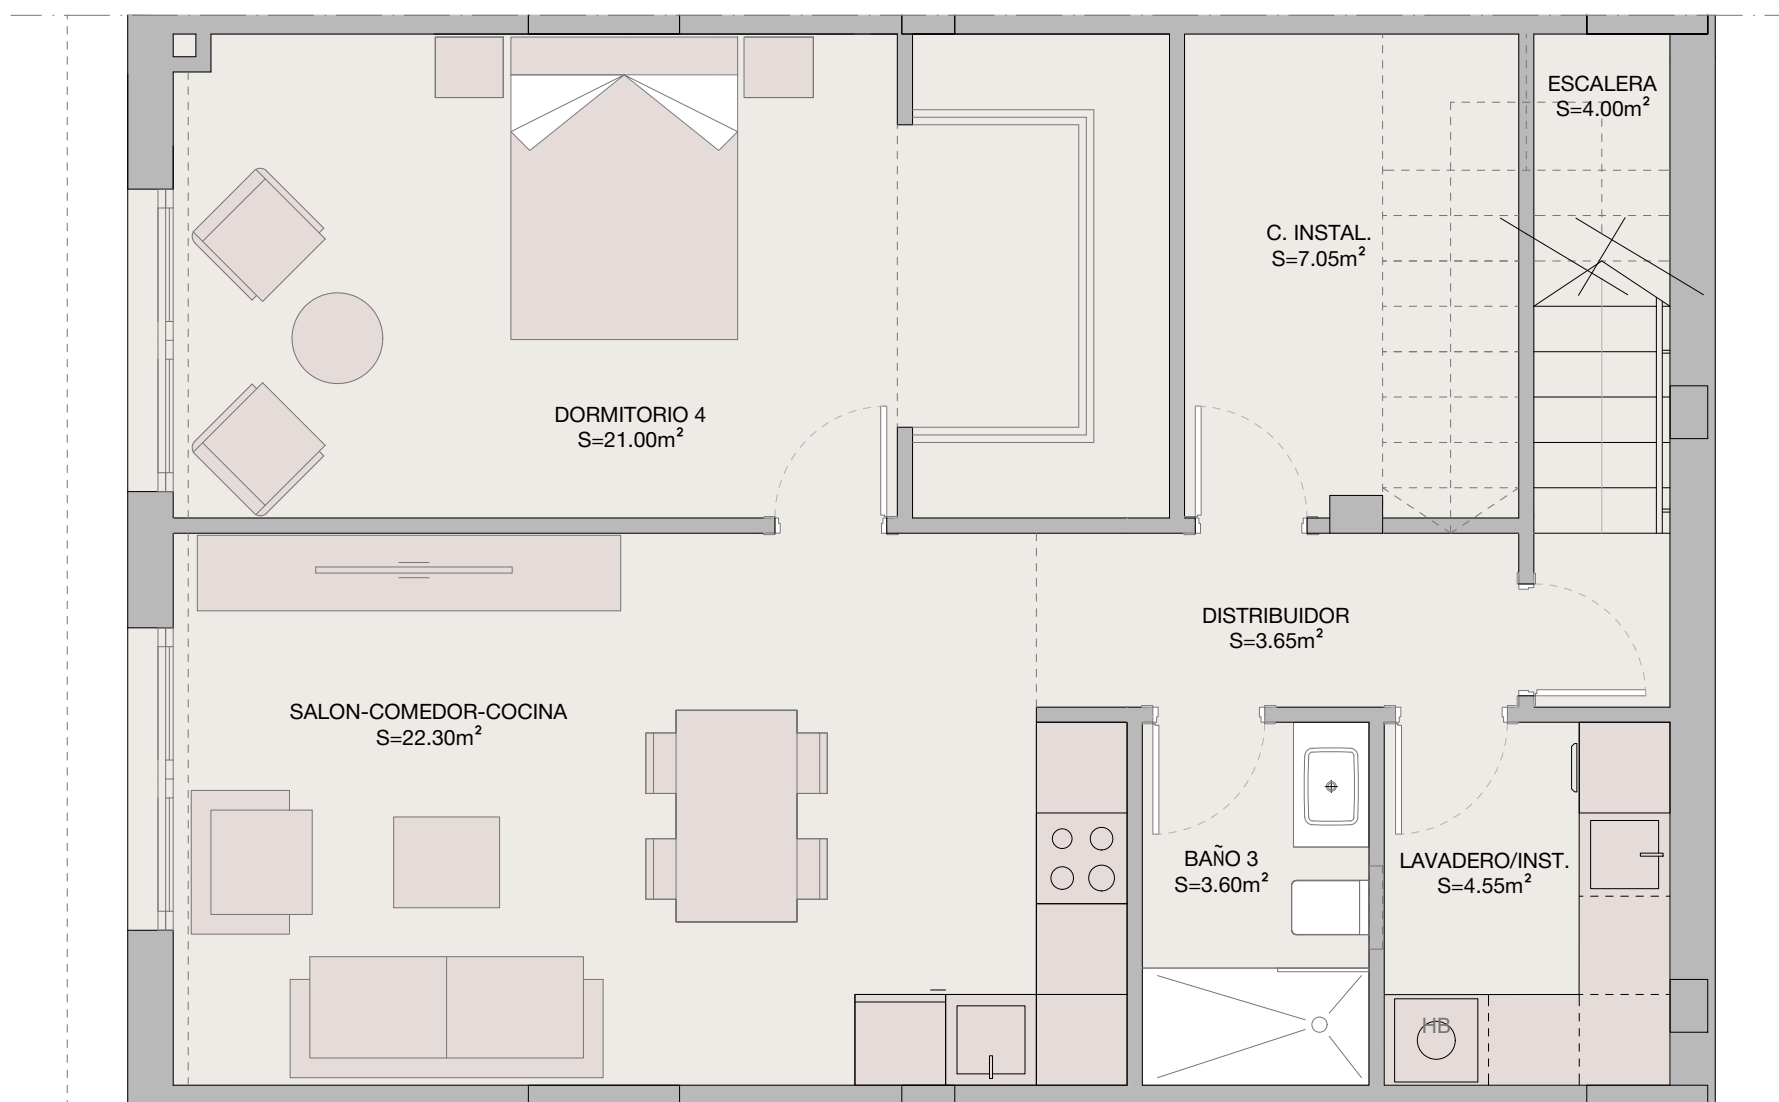 ESCALERA
S=4.00m²
C. INSTAL.
S=7.05m²
DORMITORIO 4
S=21.00m²
DISTRIBUIDOR
S=3.65m²
SALON-COMEDOR-COCINA
S=22.30m²
BAÑO 3
S=3.60m²
LAVADERO/INST.
S=4.55m²
HB